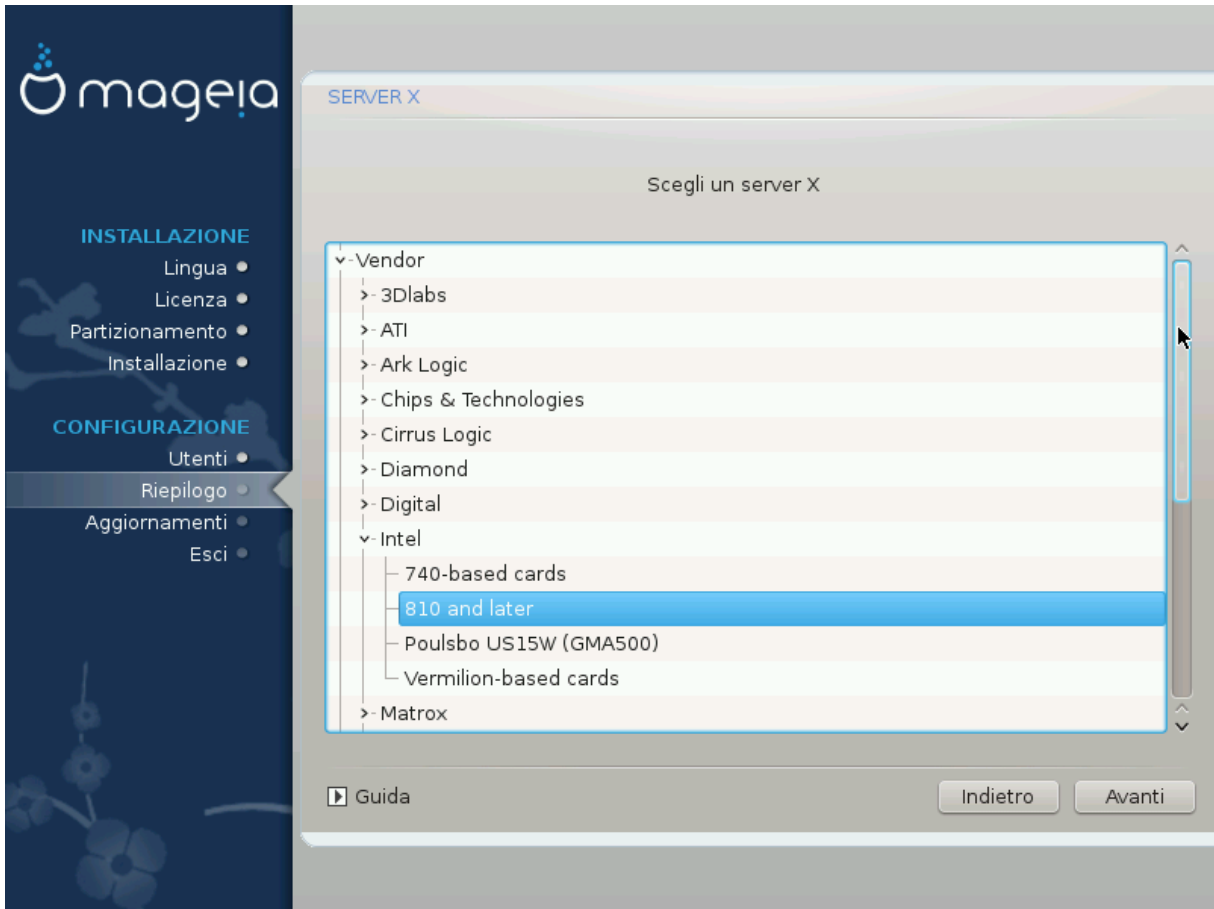 mageia
INSTALLAZIONE
Lingua
Licenza
Partizionamento
Installazione
CONFIGURAZIONE
Utenti
Riepilogo
Aggiornamenti
Esci
SERVER X
Scegli un server X
Vendor
3Dlabs
ATI
Ark Logic
Chips & Technologies
Cirrus Logic
Diamond
Digital
Intel
740-based cards
810 and later
Poulsbo US15W (GMA500)
Vermilion-based cards
Matrox
Guida
Indietro
Avanti